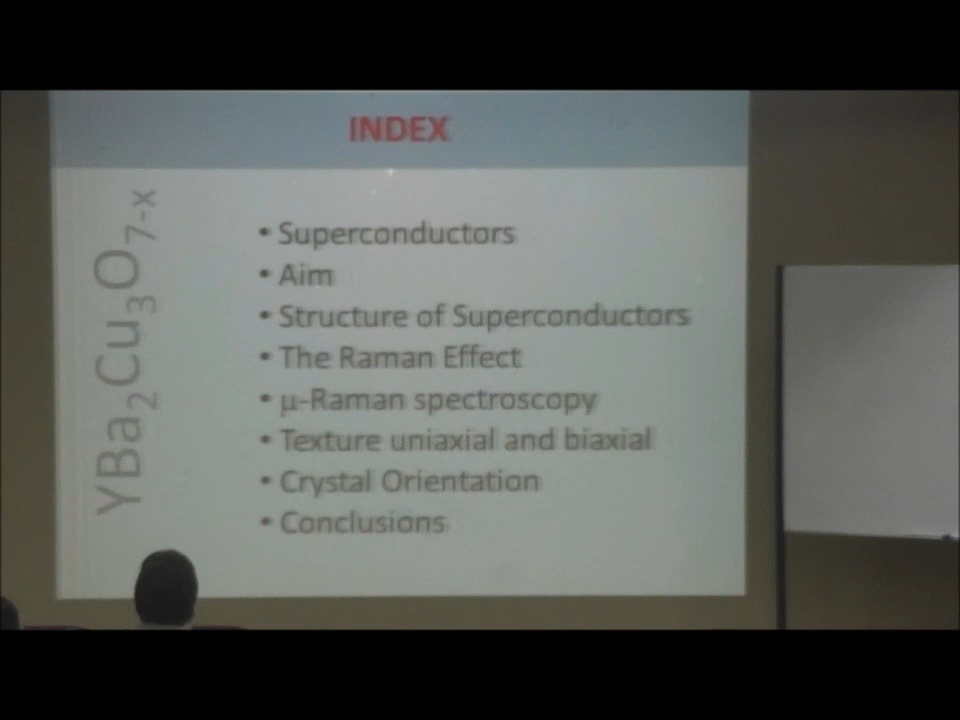 INDEX
YBa₂Cu₃O₇₋ₓ
• Superconductors
• Aim
• Structure of Superconductors
• The Raman Effect
• μ-Raman spectroscopy
• Texture uniaxial and biaxial
• Crystal Orientation
• Conclusions